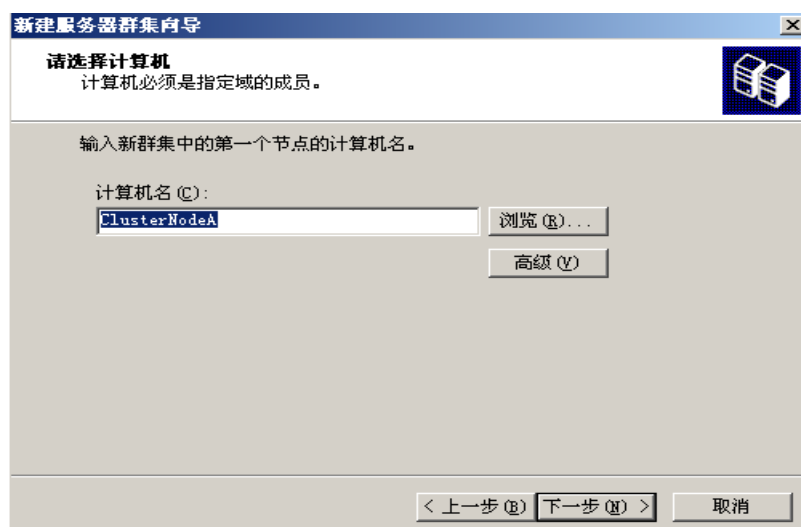 新建服务器群集向导
请选择计算机
计算机必须是指定域的成员。
输入新群集中的第一个节点的计算机名。
计算机名(C):
ClusterNodeA
浏览(R)...
高级(V)
< 上一步(B) 下一步(N) > 取消